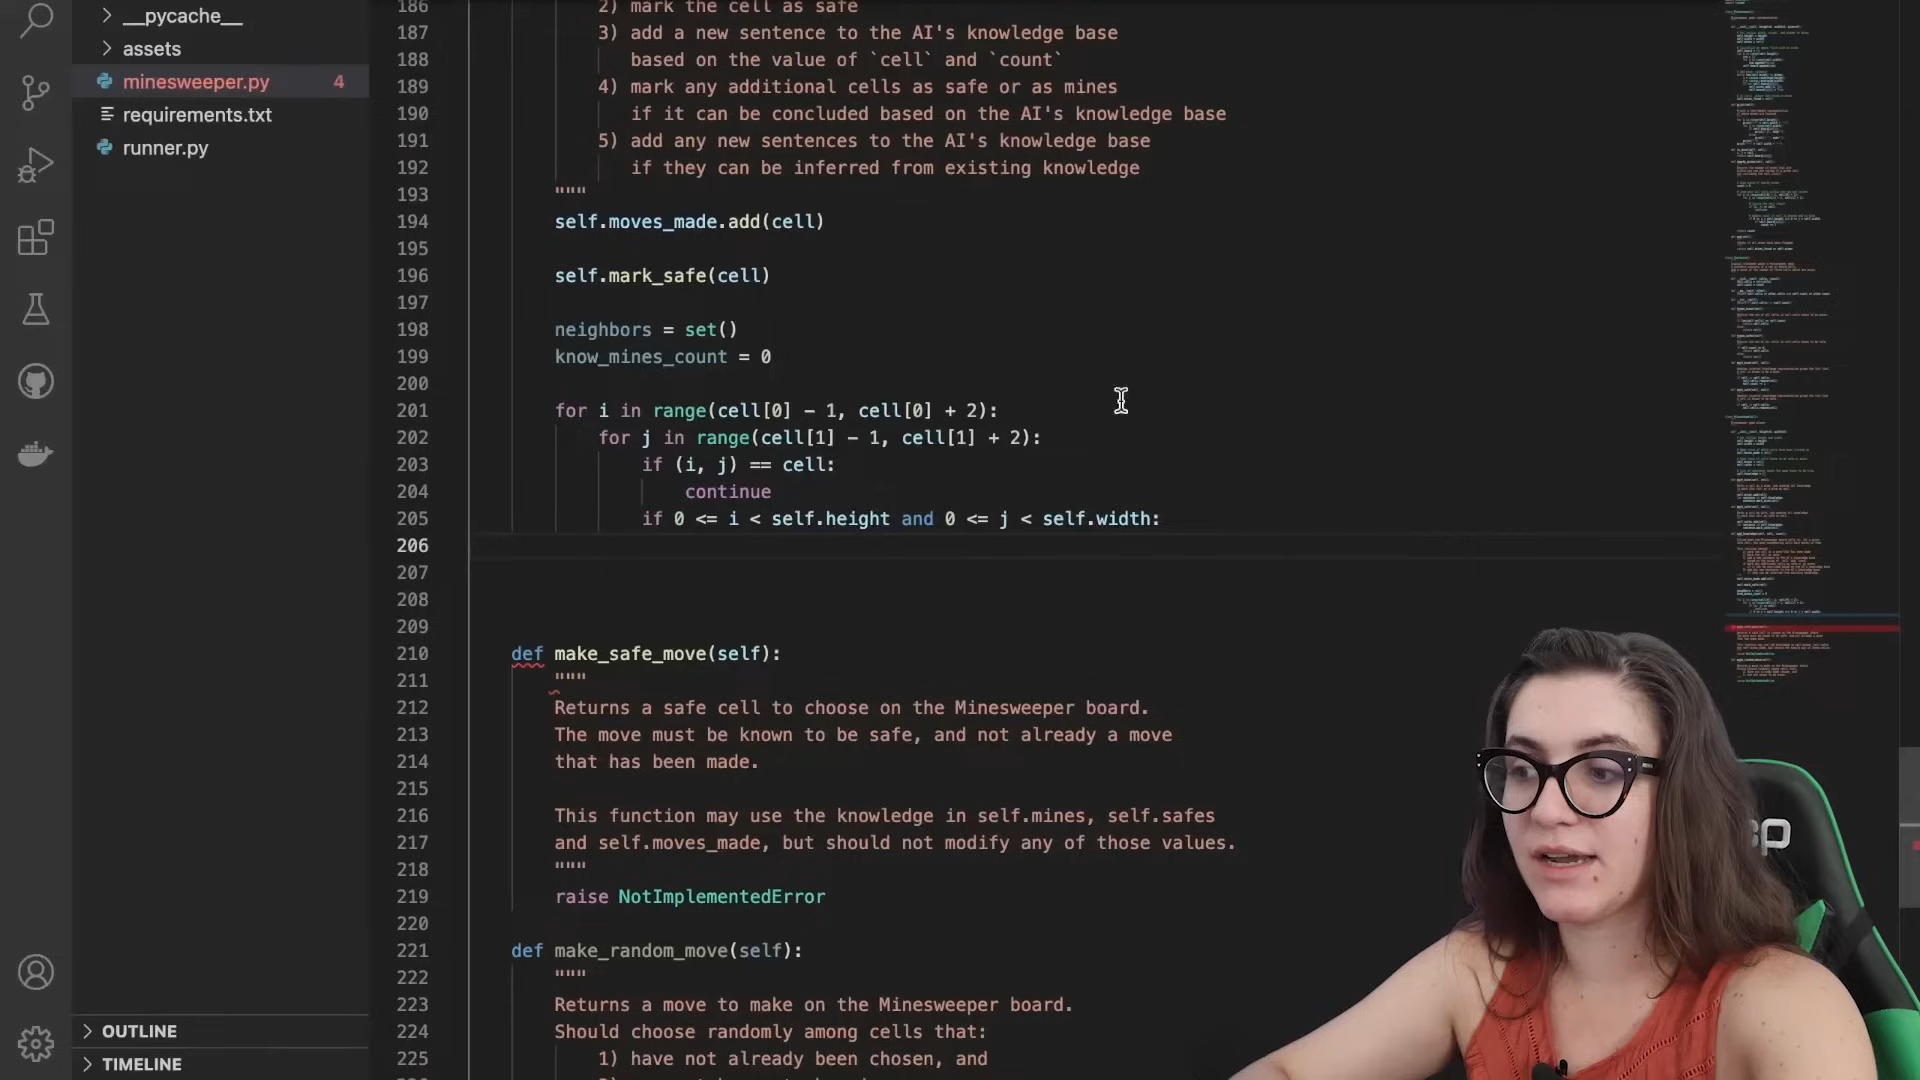 __pycache__
assets
minesweeper.py 4
requirements.txt
runner.py
OUTLINE
TIMELINE
186 2) mark the cell as safe
187 3) add a new sentence to the AI's knowledge base
188 based on the value of `cell` and `count`
189 4) mark any additional cells as safe or as mines
190 if it can be concluded based on the AI's knowledge base
191 5) add any new sentences to the AI's knowledge base
192 if they can be inferred from existing knowledge
193 """
194 self.moves_made.add(cell)
195
196 self.mark_safe(cell)
197
198 neighbors = set()
199 know_mines_count = 0
200
201 for i in range(cell[0] - 1, cell[0] + 2):
202 for j in range(cell[1] - 1, cell[1] + 2):
203 if (i, j) == cell:
204 continue
205 if 0 <= i < self.height and 0 <= j < self.width:
206
207
208
209
210 def make_safe_move(self):
211 """
212 Returns a safe cell to choose on the Minesweeper board.
213 The move must be known to be safe, and not already a move
214 that has been made.
215
216 This function may use the knowledge in self.mines, self.safes
217 and self.moves_made, but should not modify any of those values.
218 """
219 raise NotImplementedError
220
221 def make_random_move(self):
222 """
223 Returns a move to make on the Minesweeper board.
224 Should choose randomly among cells that:
225 1) have not already been chosen, and